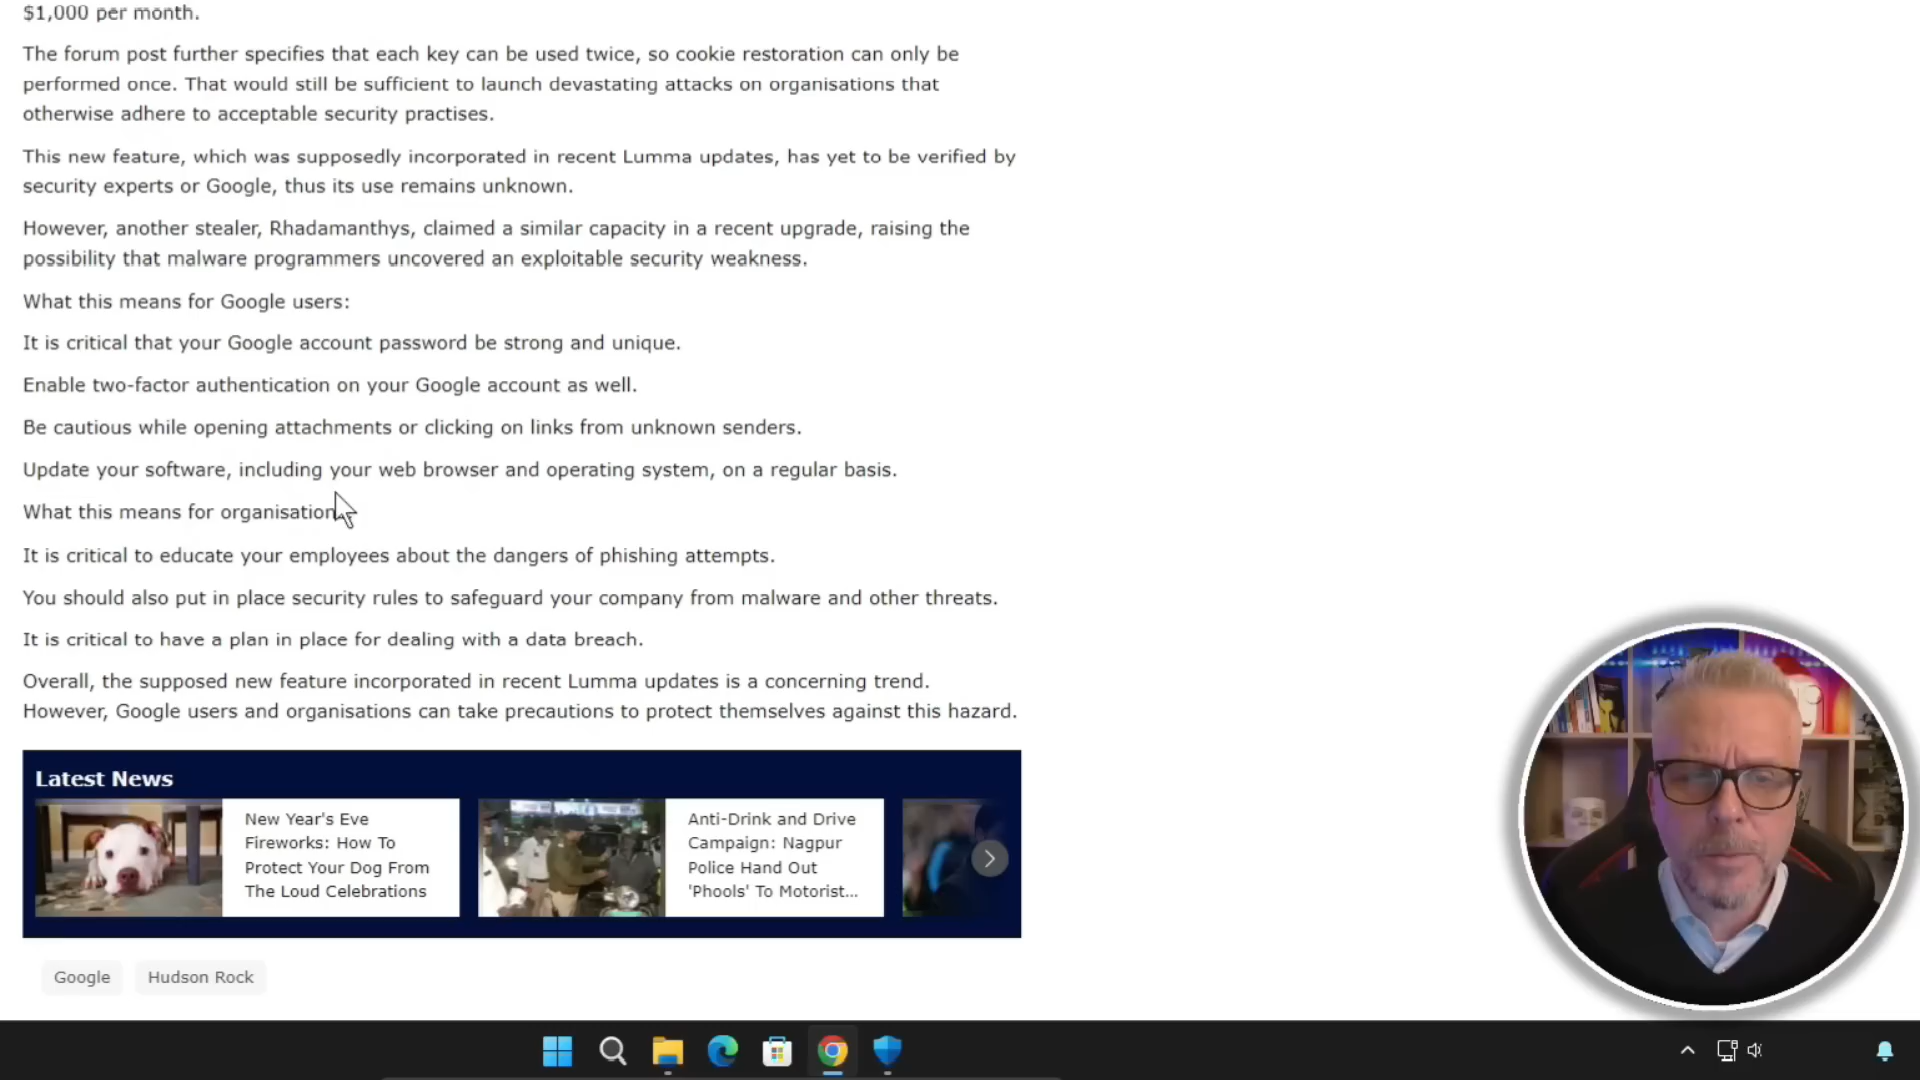 $1,000 per month.
The forum post further specifies that each key can be used twice, so cookie restoration can only be
performed once. That would still be sufficient to launch devastating attacks on organisations that
otherwise adhere to acceptable security practises.
This new feature, which was supposedly incorporated in recent Lumma updates, has yet to be verified by
security experts or Google, thus its use remains unknown.
However, another stealer, Rhadamanthys, claimed a similar capacity in a recent upgrade, raising the
possibility that malware programmers uncovered an exploitable security weakness.
What this means for Google users:
It is critical that your Google account password be strong and unique.
Enable two-factor authentication on your Google account as well.
Be cautious while opening attachments or clicking on links from unknown senders.
Update your software, including your web browser and operating system, on a regular basis.
What this means for organisation
It is critical to educate your employees about the dangers of phishing attempts.
You should also put in place security rules to safeguard your company from malware and other threats.
It is critical to have a plan in place for dealing with a data breach.
Overall, the supposed new feature incorporated in recent Lumma updates is a concerning trend.
However, Google users and organisations can take precautions to protect themselves against this hazard.
Latest News
New Year's Eve
Fireworks: How To
Protect Your Dog From
The Loud Celebrations
Anti-Drink and Drive
Campaign: Nagpur
Police Hand Out
'Phools' To Motorist...
Google
Hudson Rock